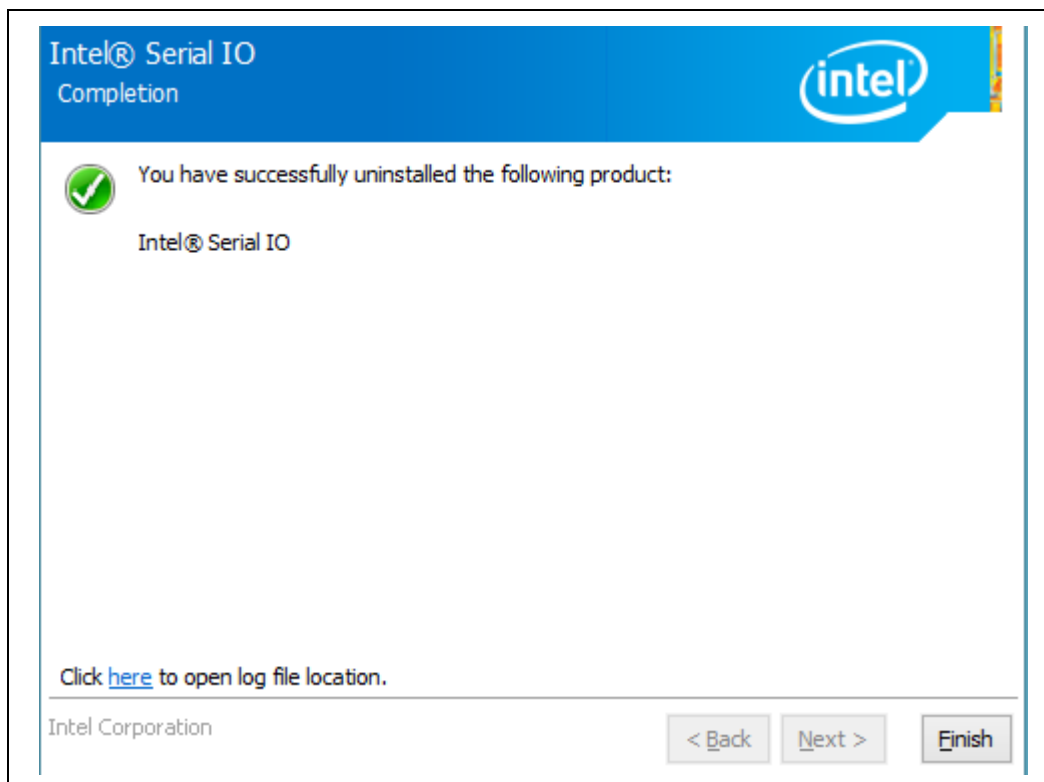 Intel® Serial IO
Completion
intel
You have successfully uninstalled the following product:
Intel® Serial IO
Click here to open log file location.
Intel Corporation
< Back Next > Finish